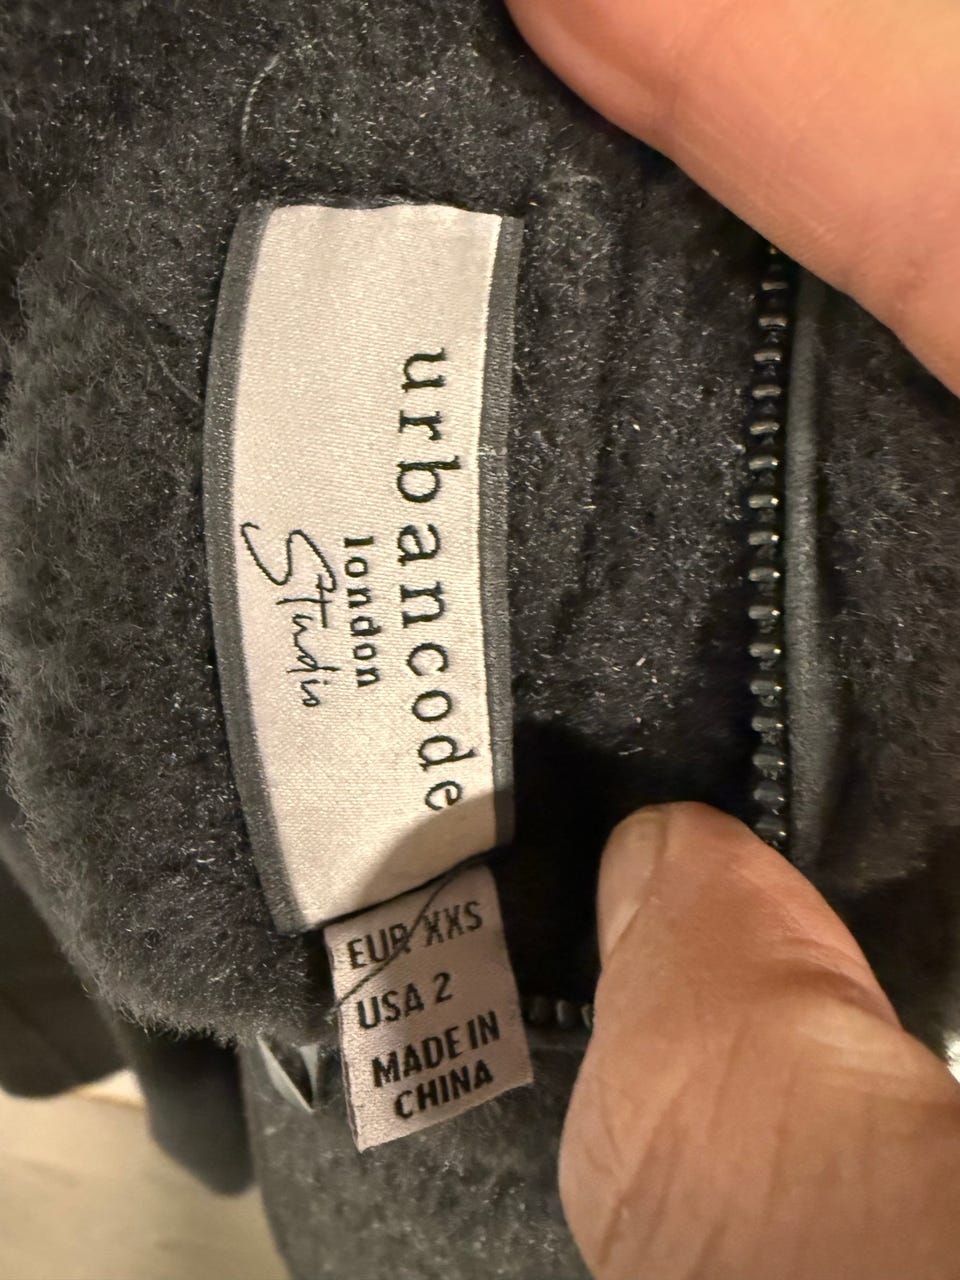 urbancode
london
Studio
EUR XXS
USA 2
MADE IN
CHINA